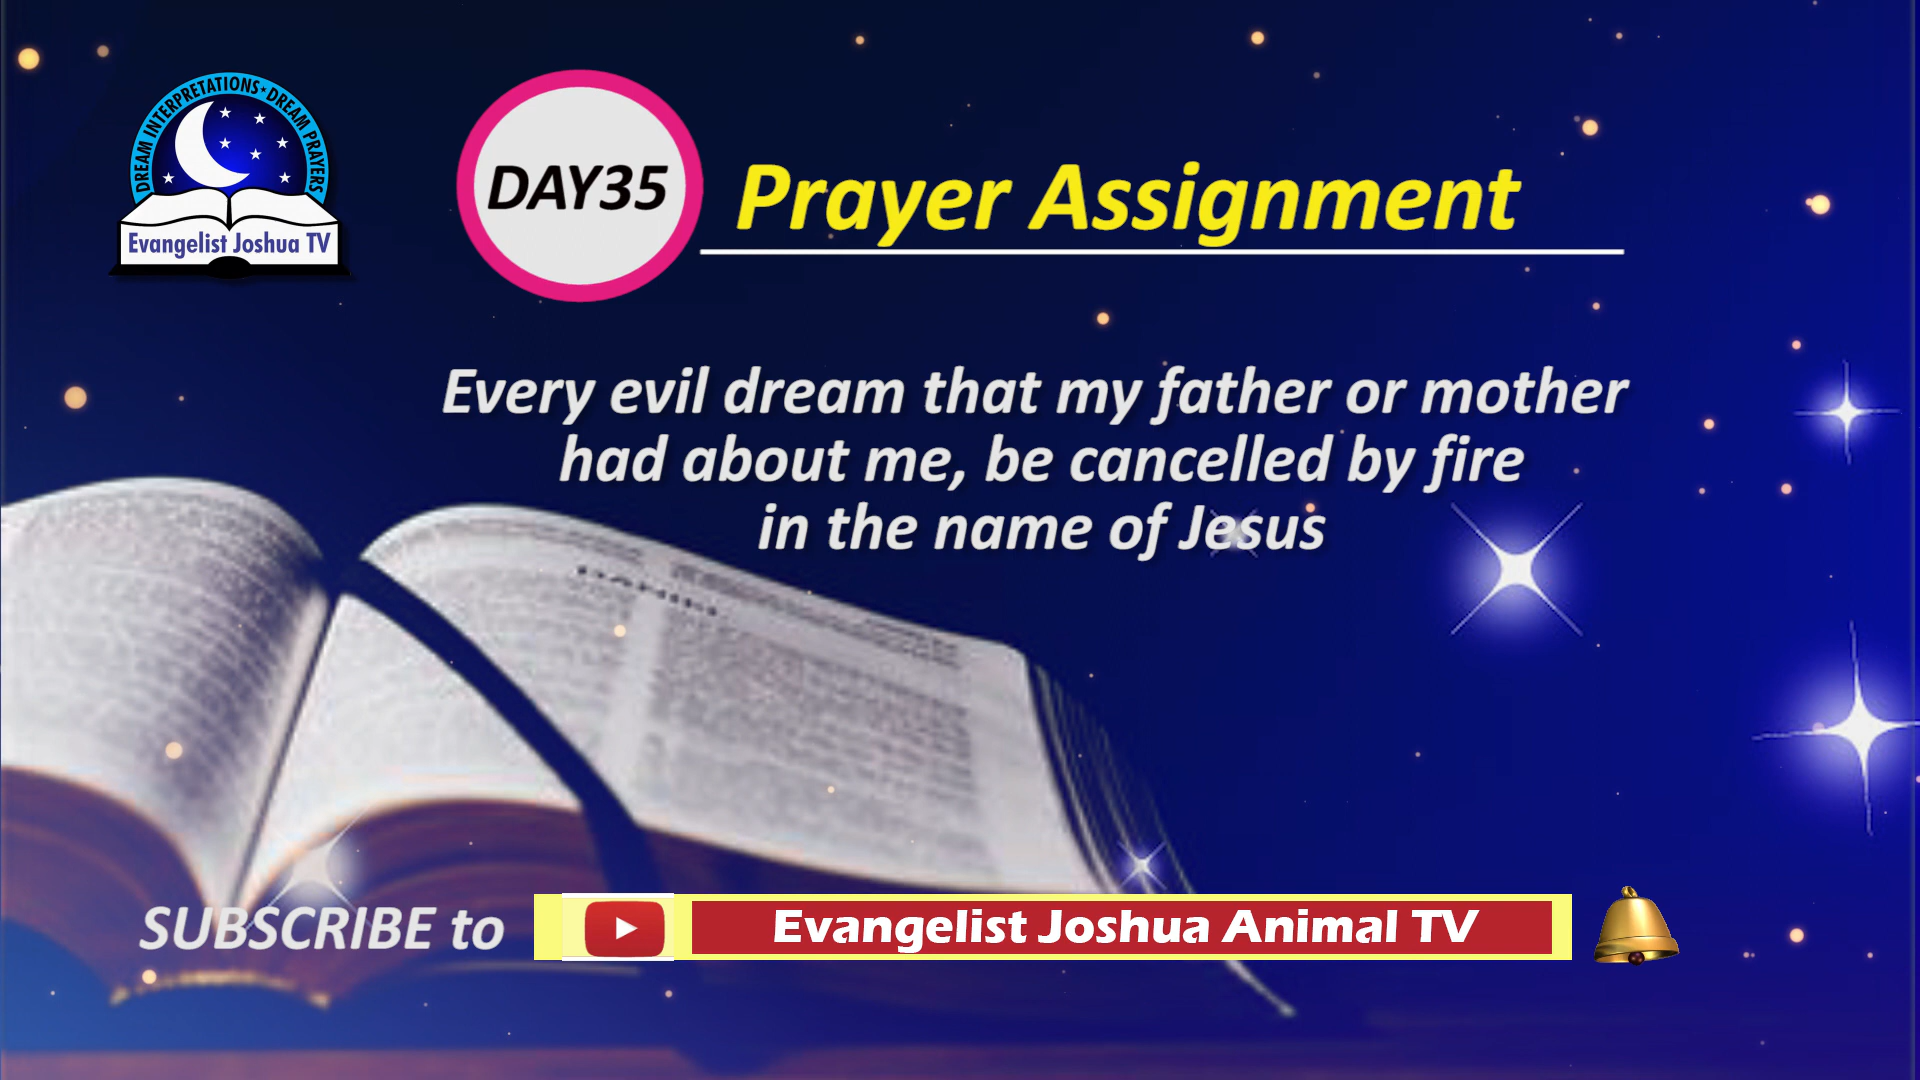 DREAM INTERPRETATIONS★DREAM PRAYERS
Evangelist Joshua TV
DAY35
Prayer Assignment
Every evil dream that my father or mother
had about me, be cancelled by fire
in the name of Jesus
SUBSCRIBE to
Evangelist Joshua Animal TV